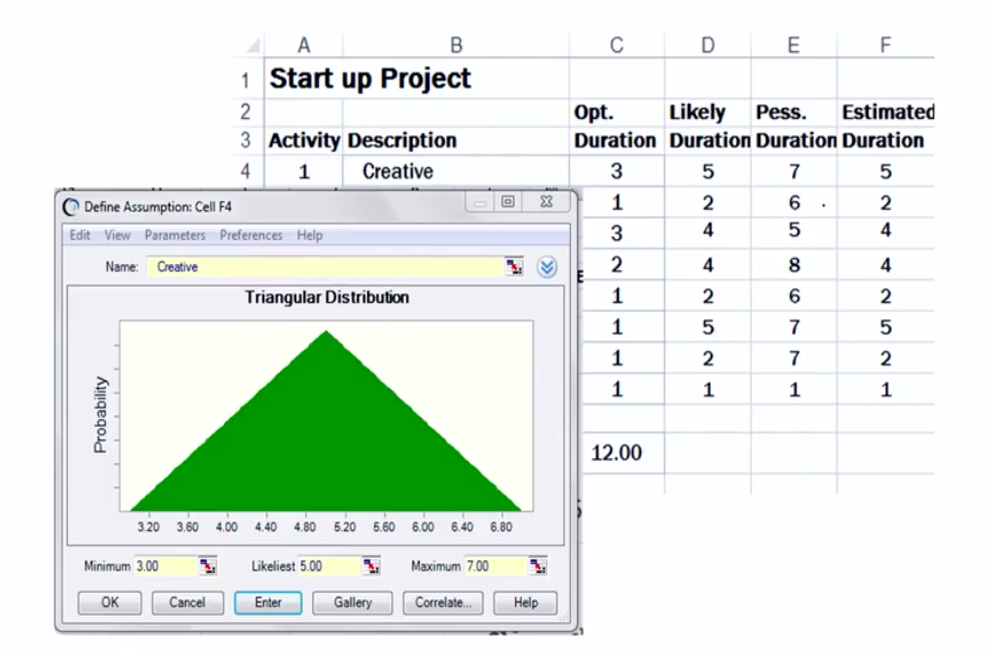 A B C D E F
1 Start up Project
2 Opt. Likely Pess. Estimated
3 Activity Description Duration Duration Duration Duration
4 1 Creative 3 5 7 5
1 2 6 2
3 4 5 4
2 4 8 4
1 2 6 2
1 5 7 5
1 2 7 2
1 1 1 1
12.00
Define Assumption: Cell F4
Edit View Parameters Preferences Help
Name: Creative
Triangular Distribution
Probability
3.20 3.60 4.00 4.40 4.80 5.20 5.60 6.00 6.40 6.80
Minimum 3.00 Likeliest 5.00 Maximum 7.00
OK Cancel Enter Gallery Correlate... Help